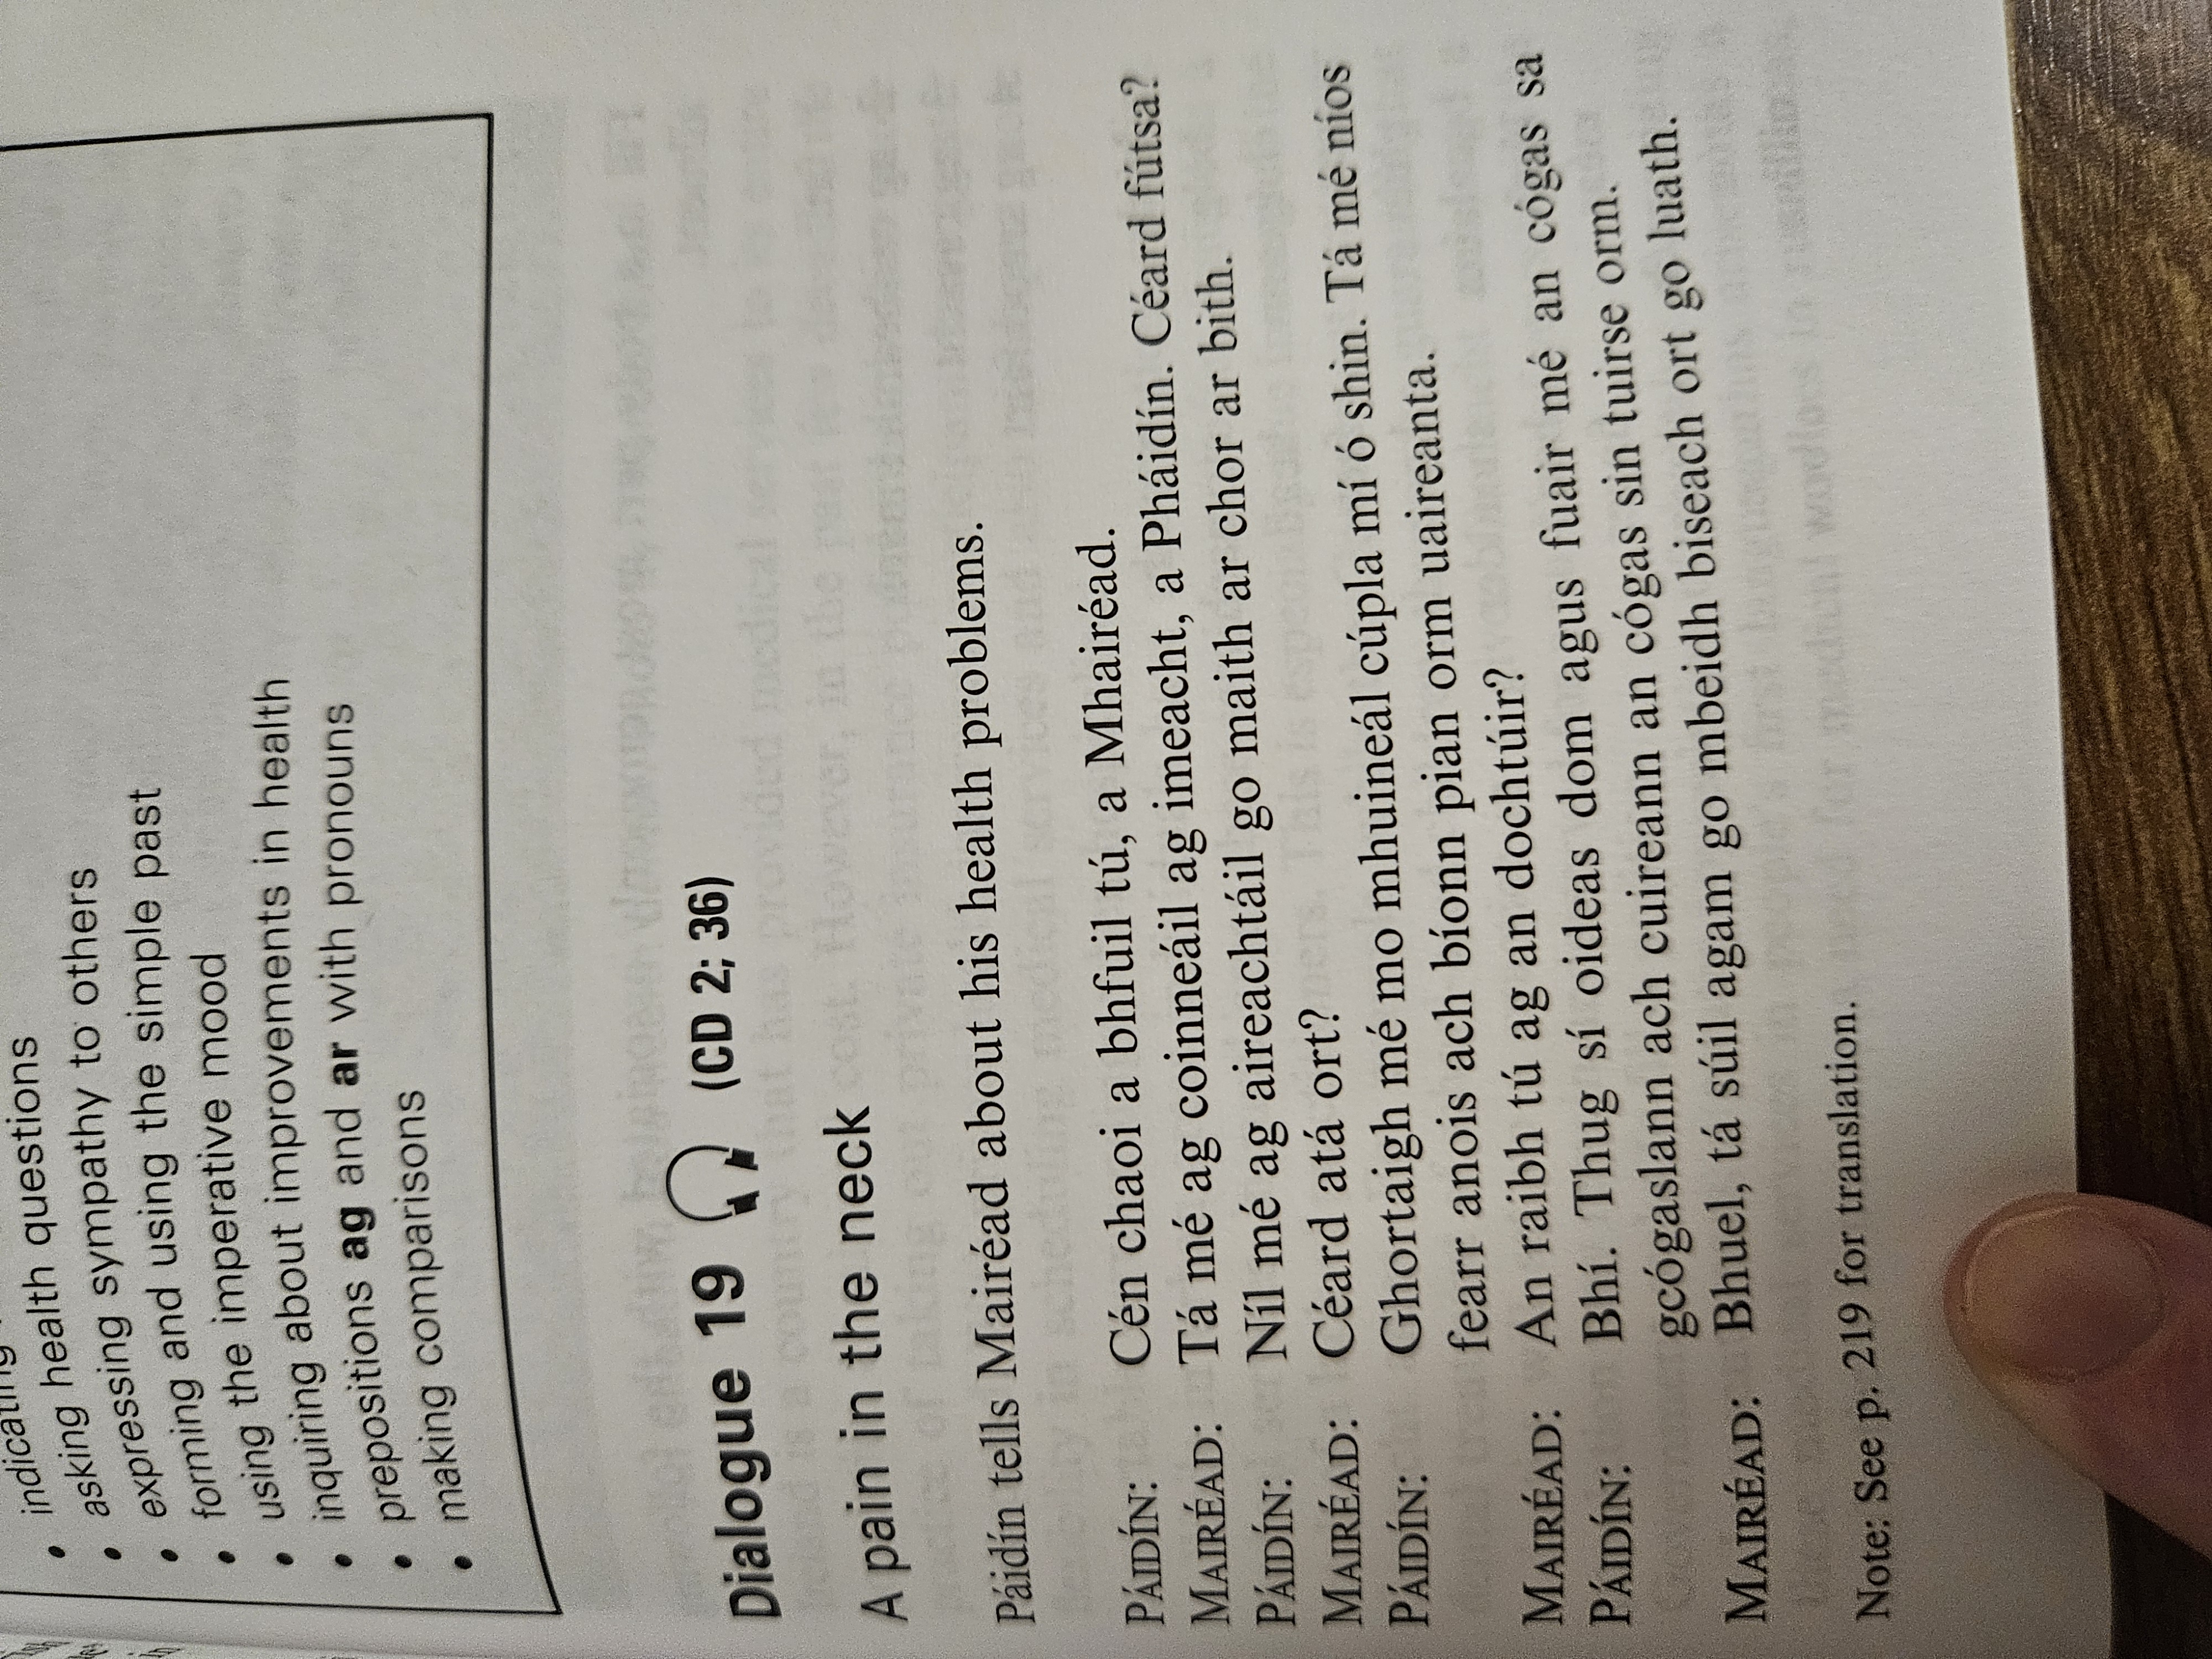 • asking health questions
• expressing sympathy to others
• forming and using the simple past
• using the imperative mood
• inquiring about improvements in health
• prepositions ag and ar with pronouns
• making comparisons
Dialogue 19 (CD 2; 36)
A pain in the neck
Páidín tells Mairéad about his health problems.
PÁIDÍN: Cén chaoi a bhfuil tú, a Mhairéad.
MAIRÉAD: Tá mé ag coinneáil ag imeacht, a Pháidín. Céard fútsa?
PÁIDÍN: Níl mé ag aireachtáil go maith ar chor ar bith.
MAIRÉAD: Céard atá ort?
PÁIDÍN: Ghortaigh mé mo mhuineál cúpla mí ó shin. Tá mé níos
fearr anois ach bíonn pian orm uaireanta.
MAIRÉAD: An raibh tú ag an dochtúir?
PÁIDÍN: Bhí. Thug sí oideas dom agus fuair mé an cógas sa
gcógaslann ach cuireann an cógas sin tuirse orm.
MAIRÉAD: Bhuel, tá súil agam go mbeidh biseach ort go luath.
Note: See p. 219 for translation.